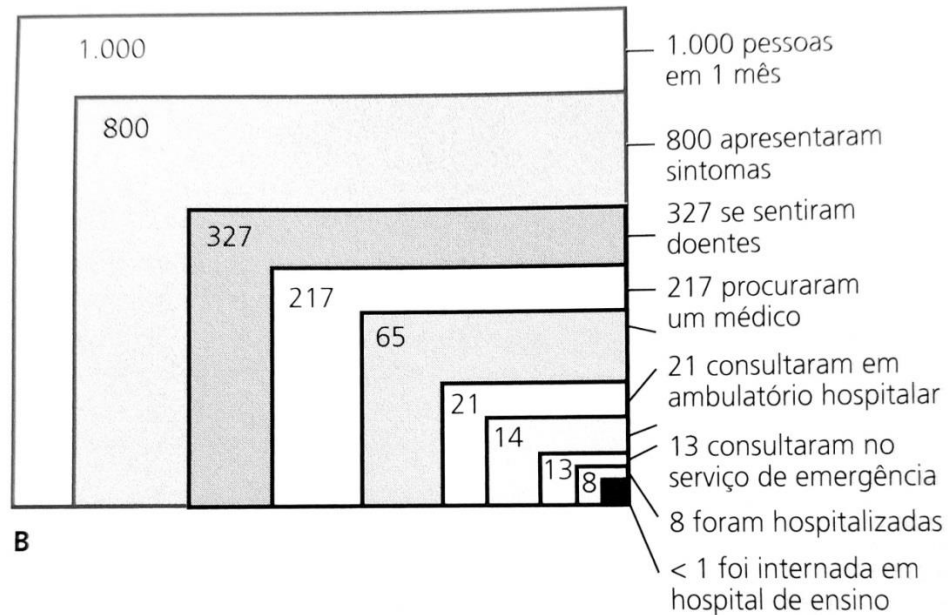 1.000
800
327
217
65
21
14
13
8
1.000 pessoas
em 1 mês
800 apresentaram
sintomas
327 se sentiram
doentes
217 procuraram
um médico
21 consultaram em
ambulatório hospitalar
13 consultaram no
serviço de emergência
8 foram hospitalizadas
< 1 foi internada em
hospital de ensino
B